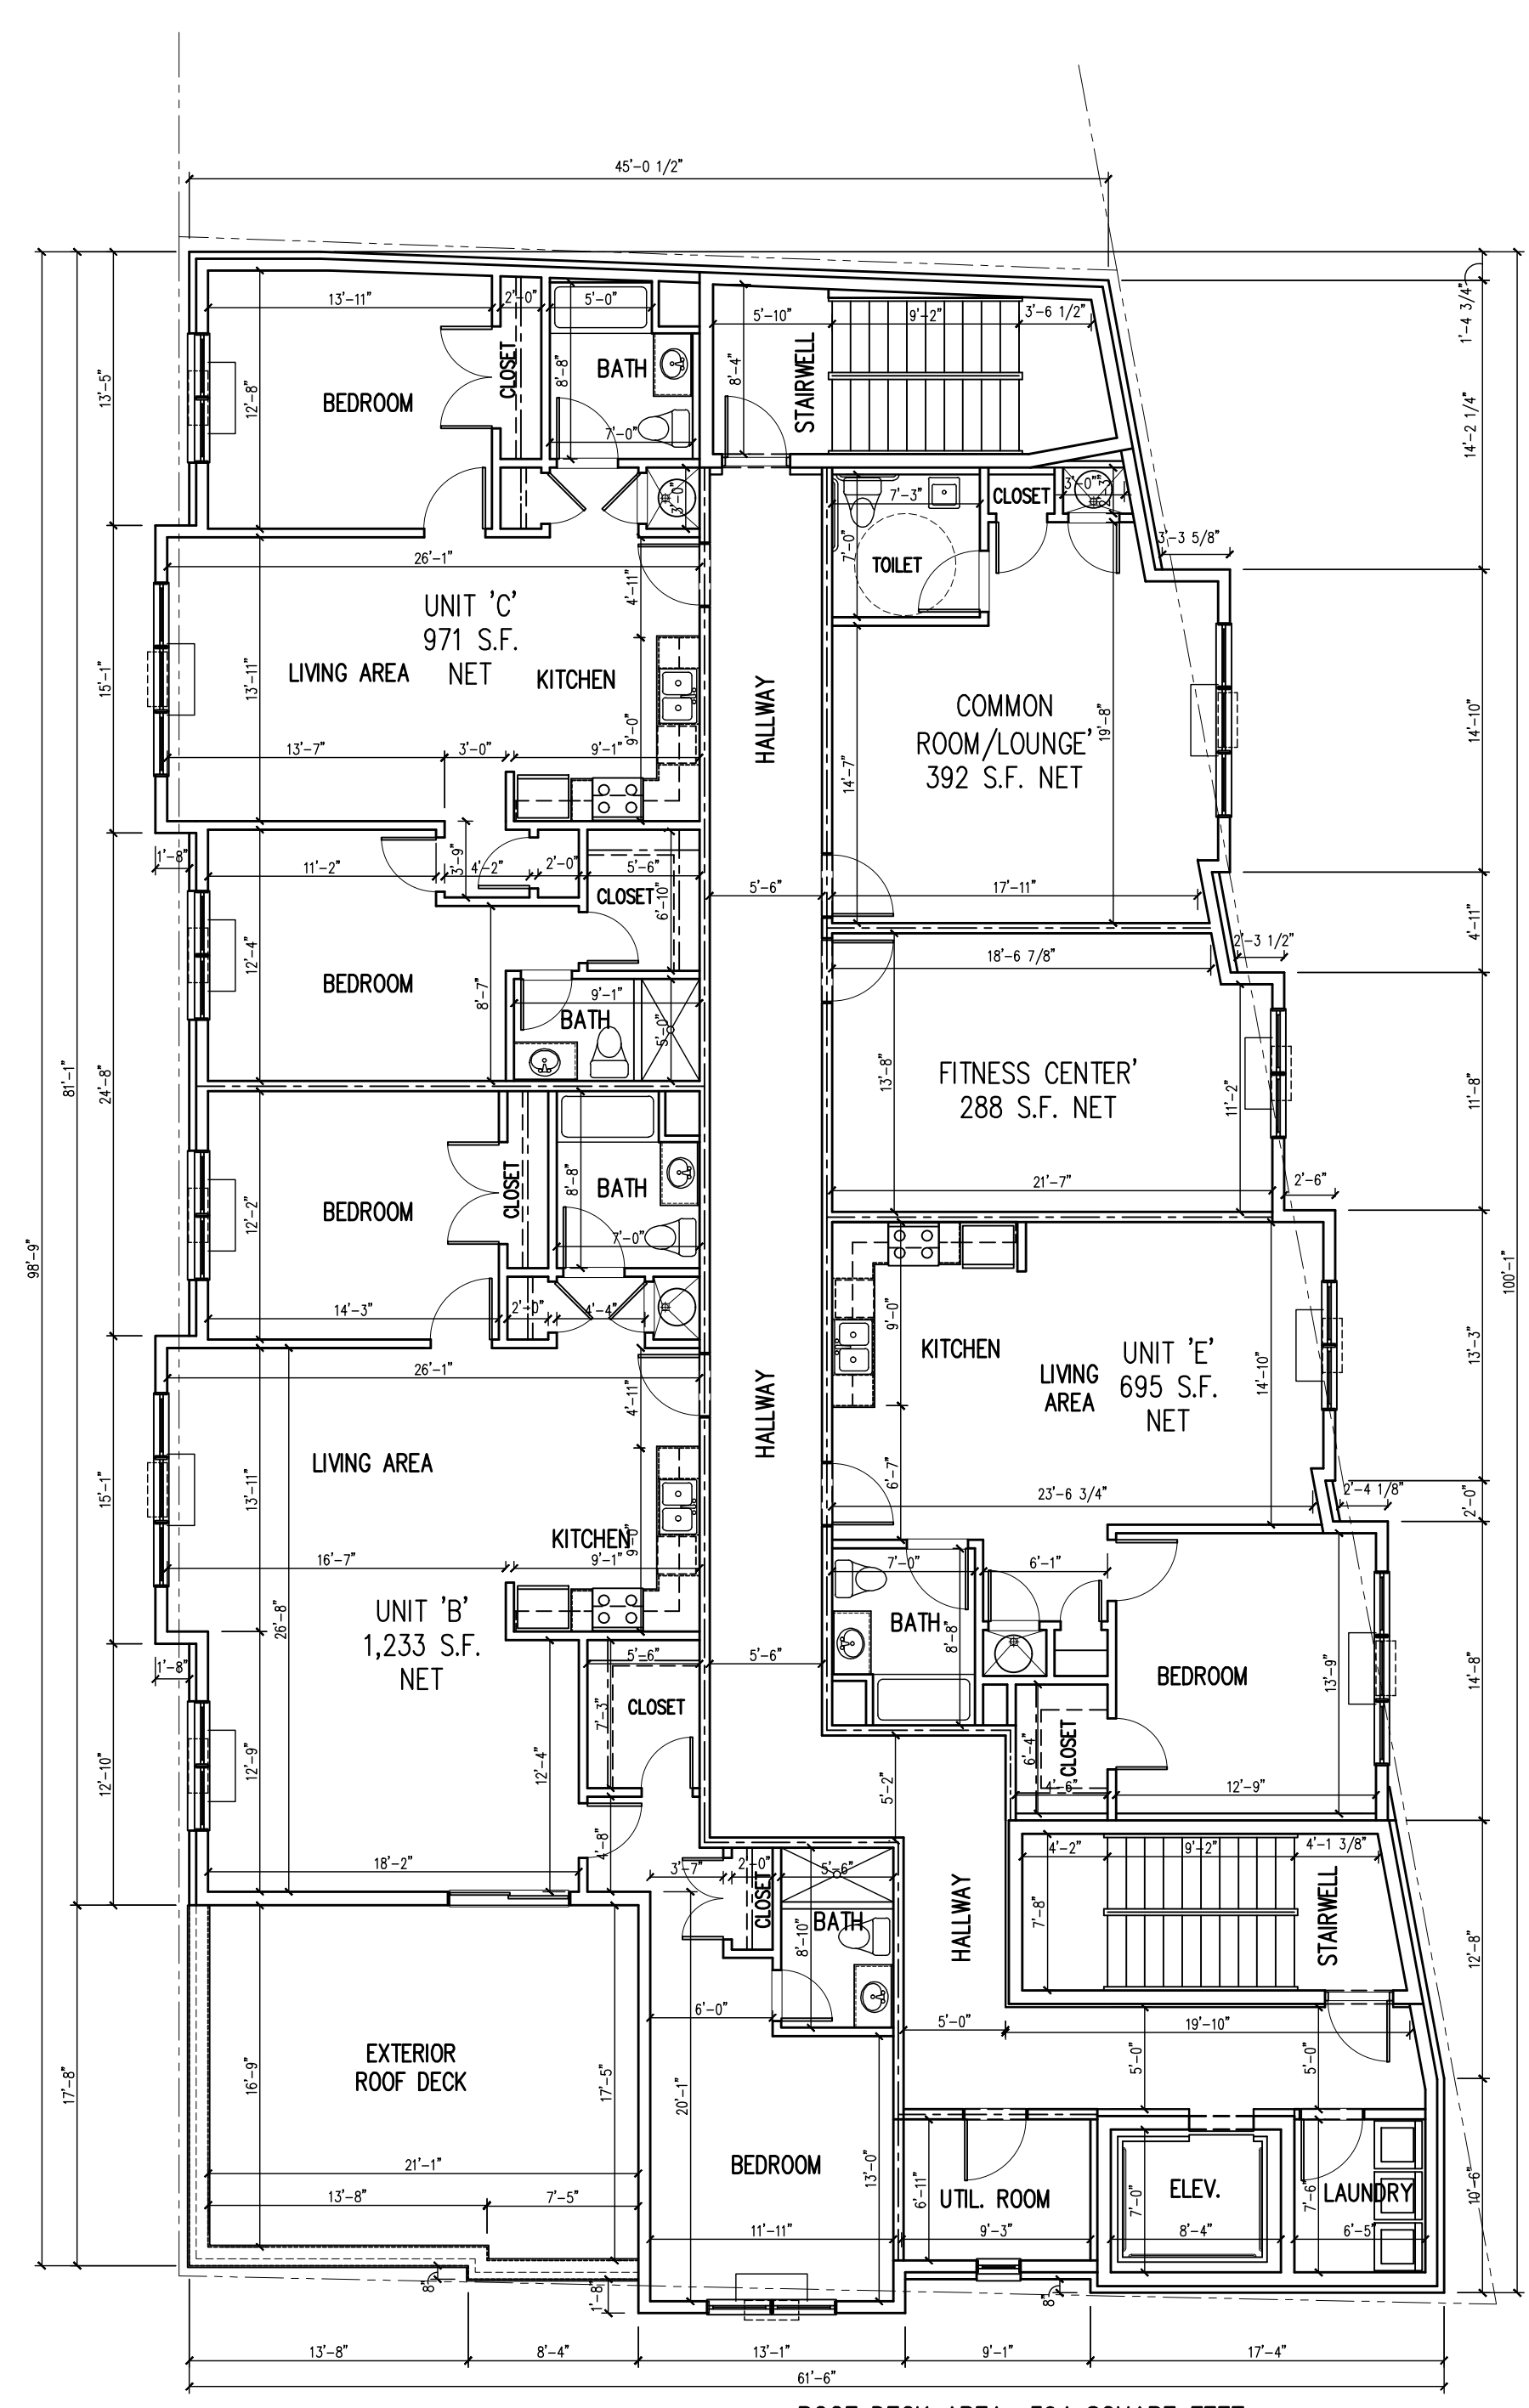 45'-0 1/2"
1'-4 3/4"
13'-11"
2'-0"
5'-0"
5'-10"
9'-2"
3'-6 1/2"
13'-5"
12'-8"
BEDROOM
CLOSET
8'-8"
BATH
7'-0"
8'-4"
STAIRWELL
14'-2 1/4"
3'-0"
7'-3"
CLOSET
3'-0"
7'-0"
TOILET
3'-3 5/8"
26'-1"
4'-11"
UNIT 'C'
971 S.F.
NET
15'-1"
13'-11"
LIVING AREA
KITCHEN
9'-0"
HALLWAY
COMMON
ROOM/LOUNGE'
392 S.F. NET
19'-8"
14'-7"
14'-10"
13'-7"
3'-0"
9'-1"
1'-8"
11'-2"
3'-9"
4'-2"
2'-0"
5'-6"
CLOSET
6'-10"
5'-6"
17'-11"
4'-11"
2'-3 1/2"
18'-6 7/8"
12'-4"
BEDROOM
8'-7"
9'-1"
BATH
5'-0"
81'-1"
24'-8"
13'-8"
FITNESS CENTER'
288 S.F. NET
11'-2"
11'-8"
21'-7"
2'-6"
12'-2"
BEDROOM
CLOSET
8'-8"
BATH
7'-0"
98'-9"
100'-1"
14'-3"
2'-0"
4'-4"
9'-0"
KITCHEN
UNIT 'E'
695 S.F.
NET
LIVING
AREA
14'-10"
13'-3"
26'-1"
4'-11"
HALLWAY
LIVING AREA
15'-1"
13'-11"
6'-7"
23'-6 3/4"
2'-4 1/8"
2'-0"
KITCHEN
9'-0"
16'-7"
9'-1"
7'-0"
6'-1"
26'-8"
UNIT 'B'
1,233 S.F.
NET
BATH
8'-8"
BEDROOM
13'-9"
14'-8"
1'-8"
5'-6"
5'-6"
7'-3"
CLOSET
12'-10"
12'-9"
12'-4"
6'-4"
CLOSET
4'-6"
12'-9"
5'-2"
4'-8"
18'-2"
3'-7"
2'-0"
CLOSET
5'-6"
4'-2"
9'-2"
4'-1 3/8"
BATH
8'-10"
HALLWAY
7'-8"
STAIRWELL
12'-8"
6'-0"
5'-0"
19'-10"
EXTERIOR
ROOF DECK
17'-8"
16'-9"
17'-5"
20'-1"
5'-0"
5'-0"
21'-1"
13'-8"
7'-5"
BEDROOM
13'-0"
6'-11"
UTIL. ROOM
7'-0"
ELEV.
7'-6"
LAUNDRY
10'-6"
11'-11"
9'-3"
8'-4"
6'-5"
8"
1'-8"
8"
13'-8"
8'-4"
13'-1"
9'-1"
17'-4"
61'-6"